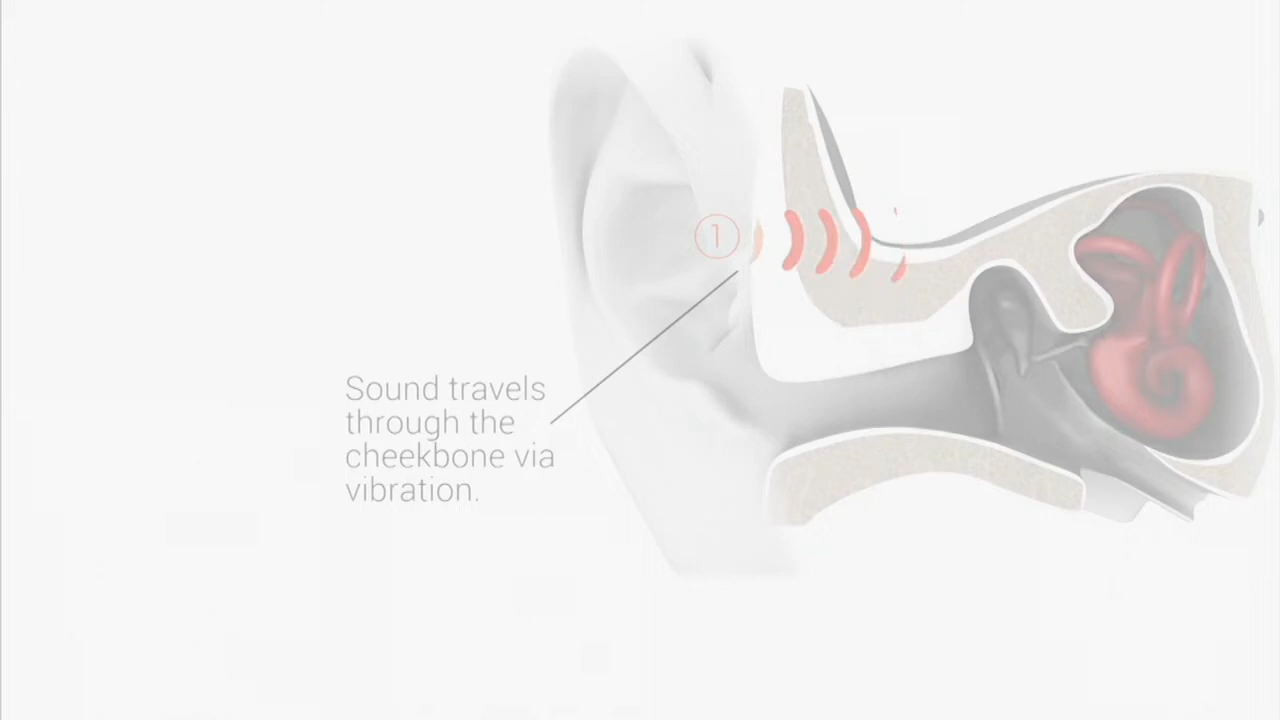 1
Sound travels
through the
cheekbone via
vibration.